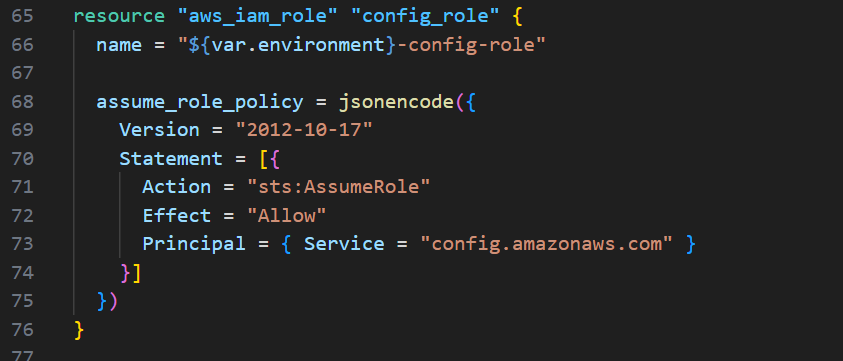 65 resource "aws_iam_role" "config_role" {
66   name = "${var.environment}-config-role"
67
68   assume_role_policy = jsonencode({
69     Version = "2012-10-17"
70     Statement = [{
71       Action = "sts:AssumeRole"
72       Effect = "Allow"
73       Principal = { Service = "config.amazonaws.com" }
74     }]
75   })
76 }
77